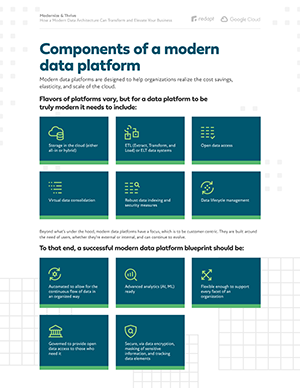 Modernize & Thrive
How a Modern Data Architecture Can Transform and Elevate Your Business
redapt
Google Cloud
Components of a modern
data platform
Modern data platforms are designed to help organizations realize the cost savings,
elasticity, and scale of the cloud.
Flavors of platforms vary, but for a data platform to be
truly modern it needs to include:
Storage in the cloud (either
all-in or hybrid)
ETL (Extract, Transform, and
Load) or ELT data systems
Open data access
Virtual data consolidation
Robust data indexing and
security measures
Data lifecycle management
Beyond what's under the hood, modern data platforms have a focus, which is to be customer-centric. They are built around
the need of users, whether they're external or internal, and can continue to evolve.
To that end, a successful modern data platform blueprint should be:
Automated to allow for the
continuous flow of data in
an organized way
Advanced analytics (AI, ML)
ready
Flexible enough to support
every facet of an
organization
Governed to provide open
data access to those who
need it
Secure, via data encryption,
masking of sensitive
information, and tracking
data elements